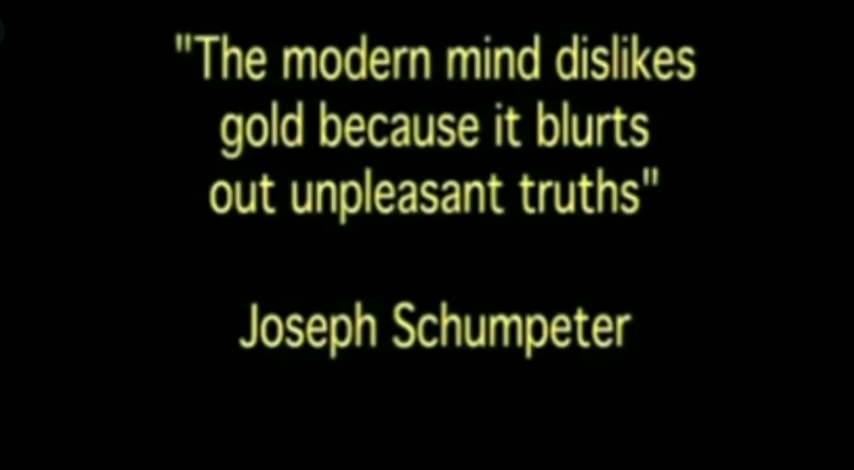 "The modern mind dislikes
gold because it blurts
out unpleasant truths"
Joseph Schumpeter